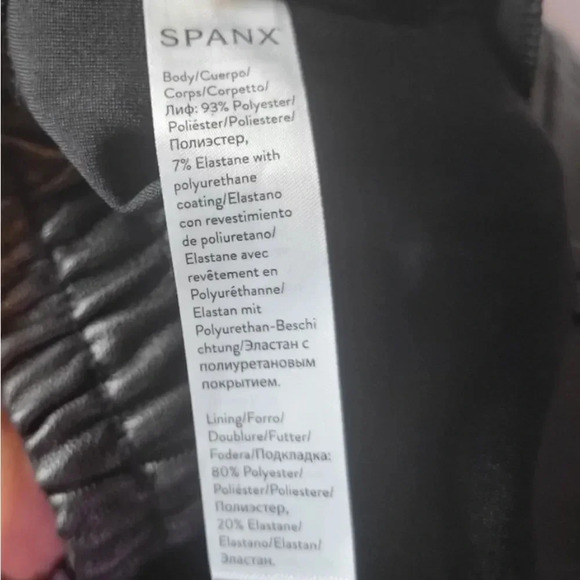 SPANX
Body/Cuerpo/
Corps/Corpetto/
Лиф: 93% Polyester/
Poliéster/Poliestere/
Полиэстер,
7% Elastane with
polyurethane
coating/Elastano
con revestimiento
de poliuretano/
Elastane avec
revêtement en
Polyuréthanne/
Elastan mit
Polyurethan-Beschi
chtung/Эластан с
полиуретановым
покрытием.
Lining/Forro/
Doublure/Futter/
Fodera/Подкладка:
80% Polyester/
Poliéster/Poliestere/
Полиэстер,
20% Elastane/
Elastano/Elastan/
Эластан.